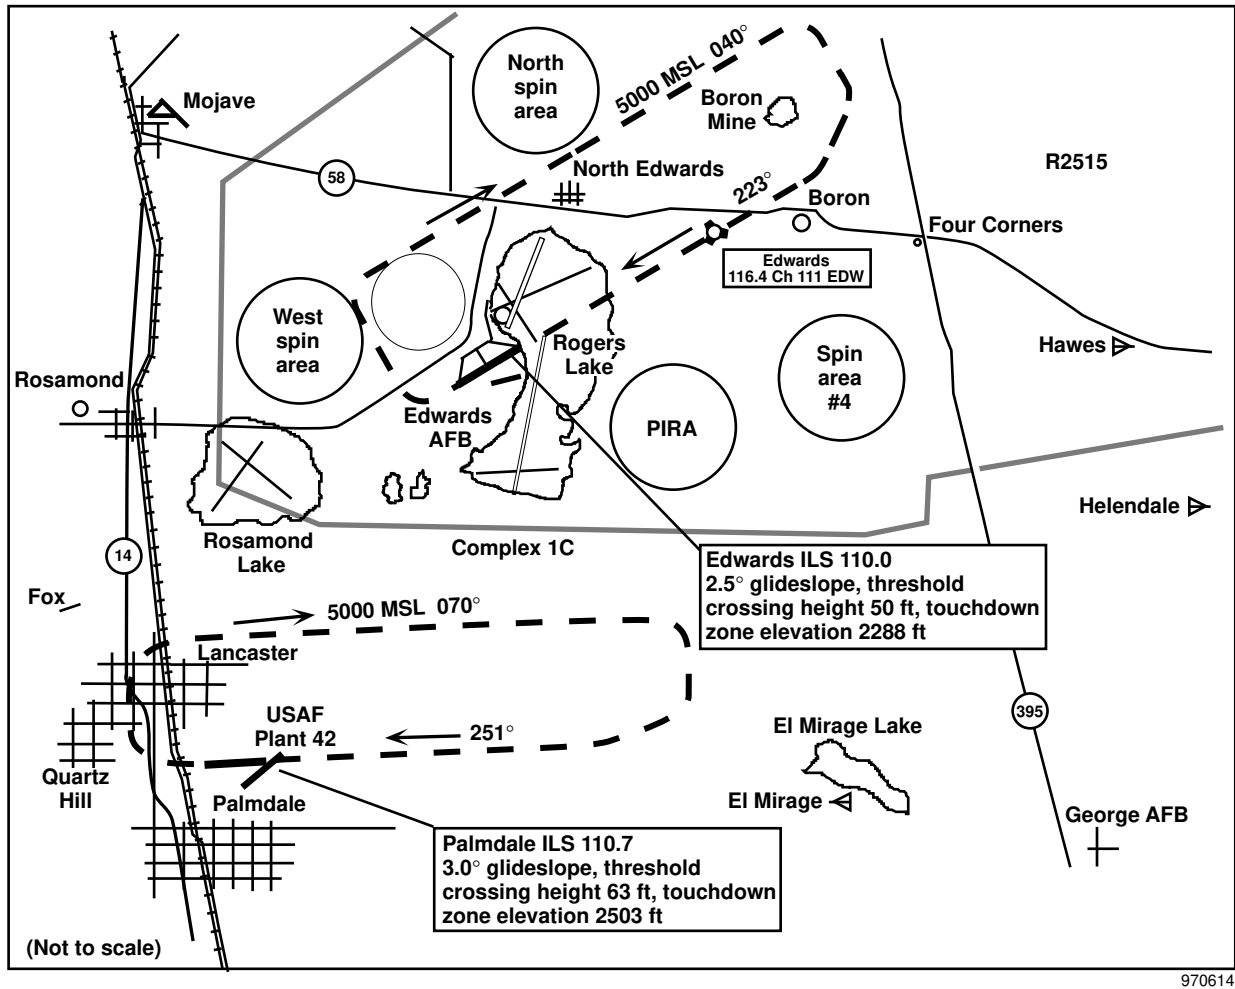 North
spin
area
5000 MSL 040°
Boron
Mine
Mojave
R2515
58
North Edwards
223°
Boron
Four Corners
Edwards
116.4 Ch 111 EDW
West
spin
area
Rogers
Lake
Spin
area
#4
Hawes
Rosamond
Edwards
AFB
PIRA
Helendale
Rosamond
Lake
Complex 1C
14
Edwards ILS 110.0
2.5° glideslope, threshold
crossing height 50 ft, touchdown
zone elevation 2288 ft
Fox
5000 MSL 070°
Lancaster
395
USAF
Plant 42
251°
El Mirage Lake
Quartz
Hill
Palmdale
El Mirage
George AFB
Palmdale ILS 110.7
3.0° glideslope, threshold
crossing height 63 ft, touchdown
zone elevation 2503 ft
(Not to scale)
970614